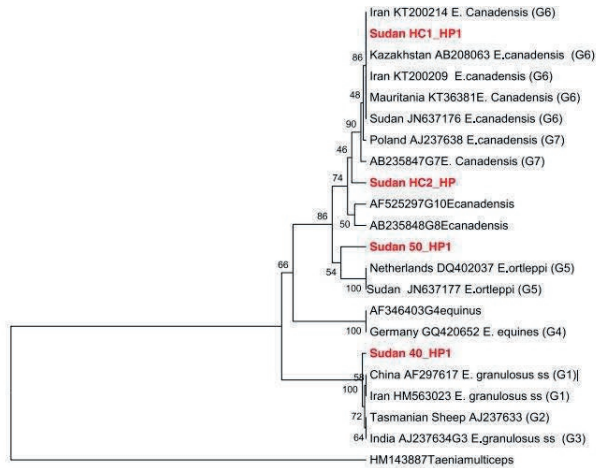 Iran KT200214 E. Canadensis (G6)
Sudan HC1_HP1
Kazakhstan AB208063 E.canadensis (G6)
86
Iran KT200209 E.canadensis (G6)
48
Mauritania KT36381E. Canadensis (G6)
Sudan JN637176 E.canadensis (G6)
90
Poland AJ237638 E.canadensis (G7)
46
AB235847G7E. Canadensis (G7)
74
Sudan HC2_HP
AF525297G10Ecanadensis
86
50
AB235848G8Ecanadensis
Sudan 50_HP1
66
54
Netherlands DQ402037 E.ortleppi (G5)
100
Sudan JN637177 E.ortleppi (G5)
AF346403G4equinus
100
Germany GQ420652 E. equines (G4)
Sudan 40_HP1
58
China AF297617 E. granulosus ss (G1)|
100
Iran HM563023 E. granulosus ss (G1)
72
Tasmanian Sheep AJ237633 (G2)
64
India AJ237634G3 E.granulosus ss (G3)
HM143887Taeniamulticeps